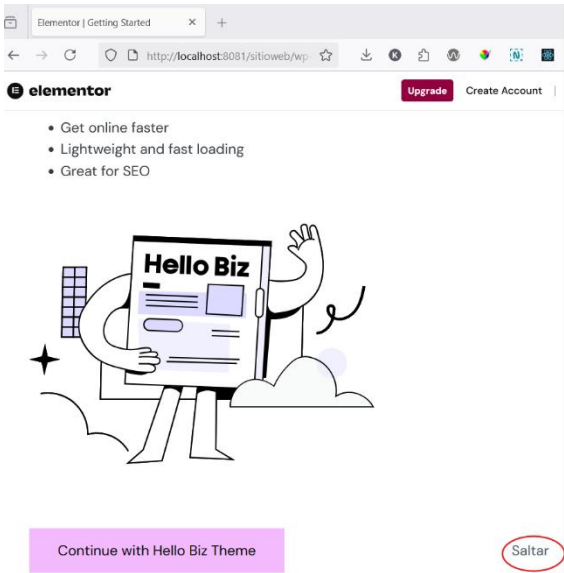 Elementor | Getting Started
http://localhost:8081/sitioweb/wp
elementor
Upgrade
Create Account
• Get online faster
• Lightweight and fast loading
• Great for SEO
Hello Biz
Continue with Hello Biz Theme
Saltar